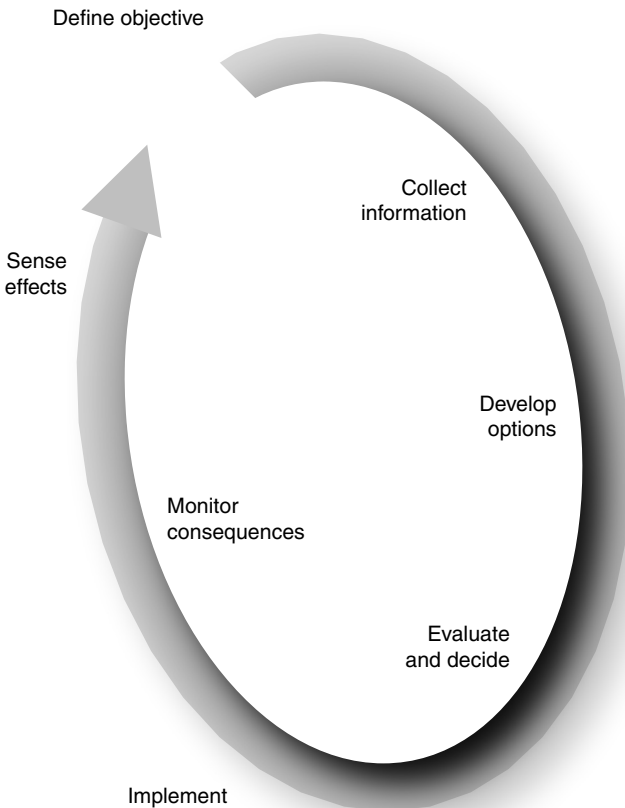 Define objective
Collect
information
Develop
options
Evaluate
and decide
Implement
Monitor
consequences
Sense
effects